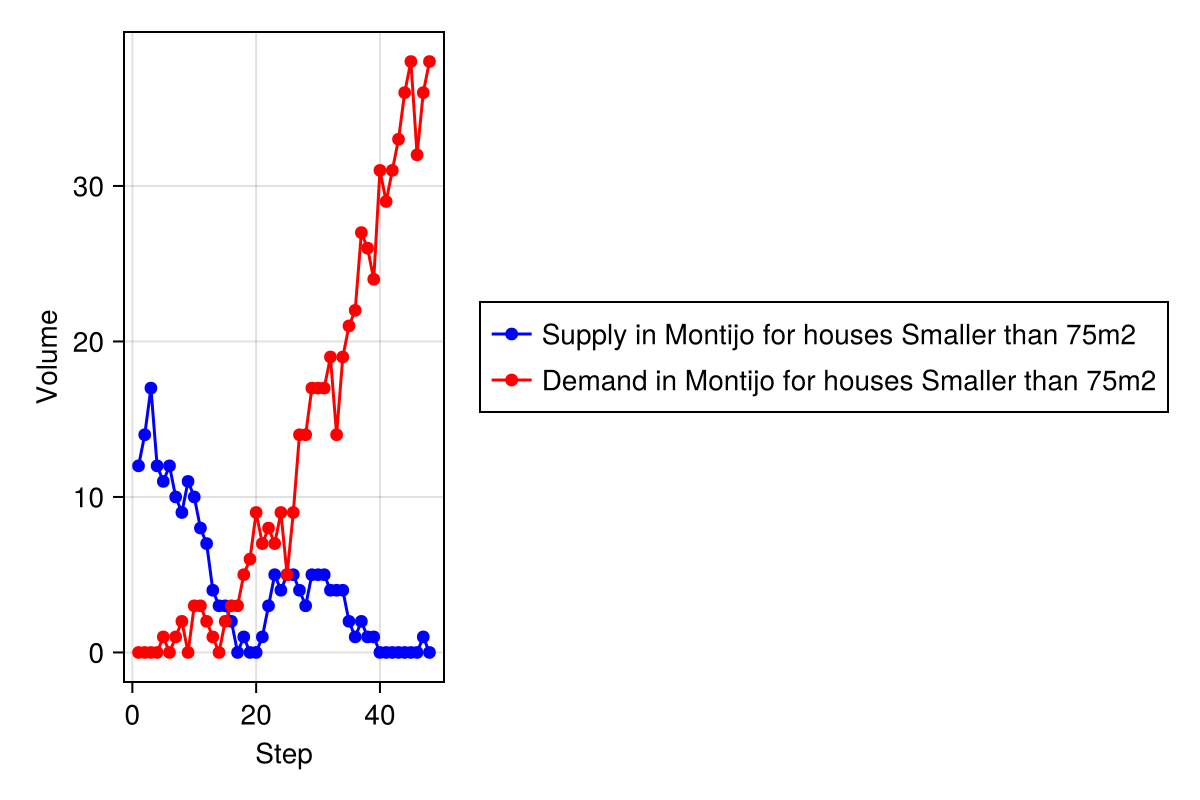 Volume
30
20
10
0
0 20 40
Step
Supply in Montijo for houses Smaller than 75m2
Demand in Montijo for houses Smaller than 75m2